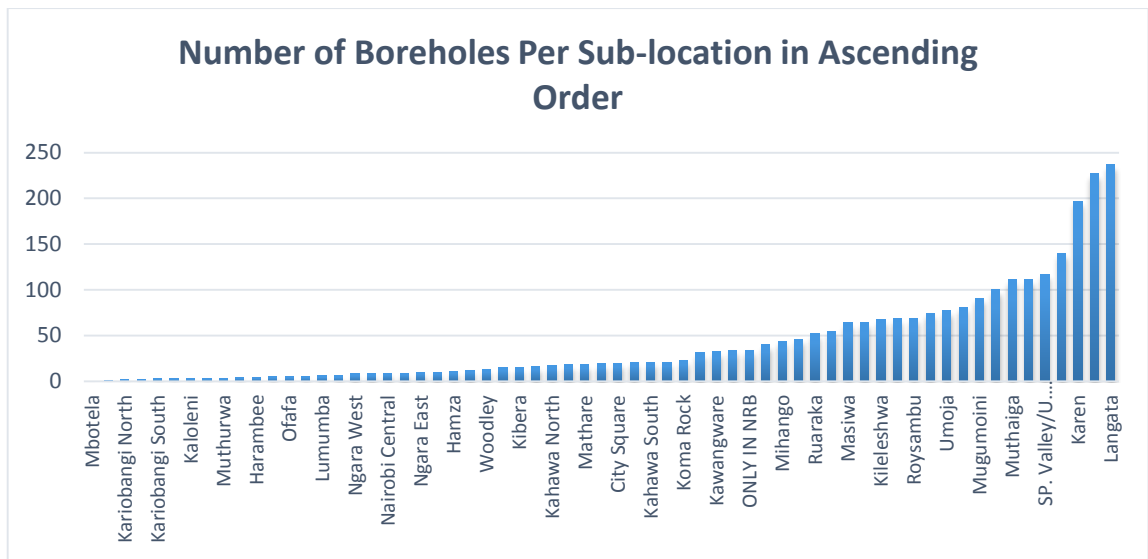 Number of Boreholes Per Sub-location in Ascending
Order
250
200
150
100
50
0
Mbotela
Kariobangi North
Kariobangi South
Kaloleni
Muthurwa
Harambee
Ofafa
Lumumba
Ngara West
Nairobi Central
Ngara East
Hamza
Woodley
Kibera
Kahawa North
Mathare
City Square
Kahawa South
Koma Rock
Kawangware
ONLY IN NRB
Mihango
Ruaraka
Masiwa
Kileleshwa
Roysambu
Umoja
Mugumoini
Muthaiga
SP. Valley/U....
Karen
Langata